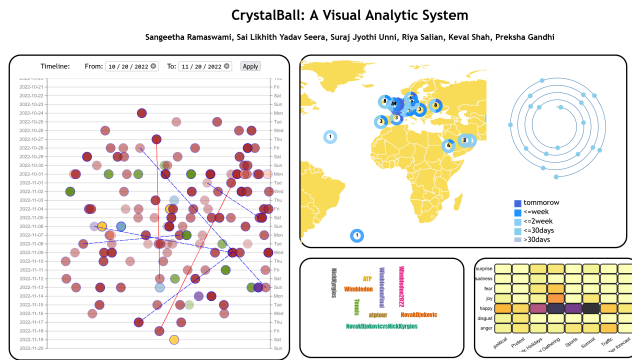 CrystalBall: A Visual Analytic System
Sangeetha Ramaswami, Sai Likhith Yadav Seera, Suraj Jyothi Unni, Riya Salian, Keval Shah, Preksha Gandhi
Timeline: From: 10/20/2022 To: 11/20/2022 Apply
2022-10-21 Fri
2022-10-22 Sat
2022-10-23 Sun
2022-10-24 Mon
2022-10-25 Tue
2022-10-26 Wed
2022-10-27 Thu
2022-10-28 Fri
2022-10-29 Sat
2022-10-30 Sun
2022-10-31 Mon
2022-11-01 Tue
2022-11-02 Wed
2022-11-03 Thu
2022-11-04 Fri
2022-11-05 Sat
2022-11-06 Sun
2022-11-07 Mon
2022-11-08 Tue
2022-11-09 Wed
2022-11-10 Thu
2022-11-11 Fri
2022-11-12 Sat
2022-11-13 Sun
2022-11-14 Mon
2022-11-15 Tue
2022-11-16 Wed
2022-11-17 Thu
2022-11-18 Fri
2022-11-19 Sat
2022-11-20 Sun
tommorow
<=week
<=2week
<=30days
>30days
NickKyrgios
ATP
Wimbledon
Tennis
WimbledonFinal
Wimbledon2022
atptour
NovakDjokovic
NovakDjokovicvsNickKyrgios
surprise
sadness
fear
joy
happy
disgust
anger
political
Protest
Holidays
Gathering
Sports
Survival
Traffic
forecast